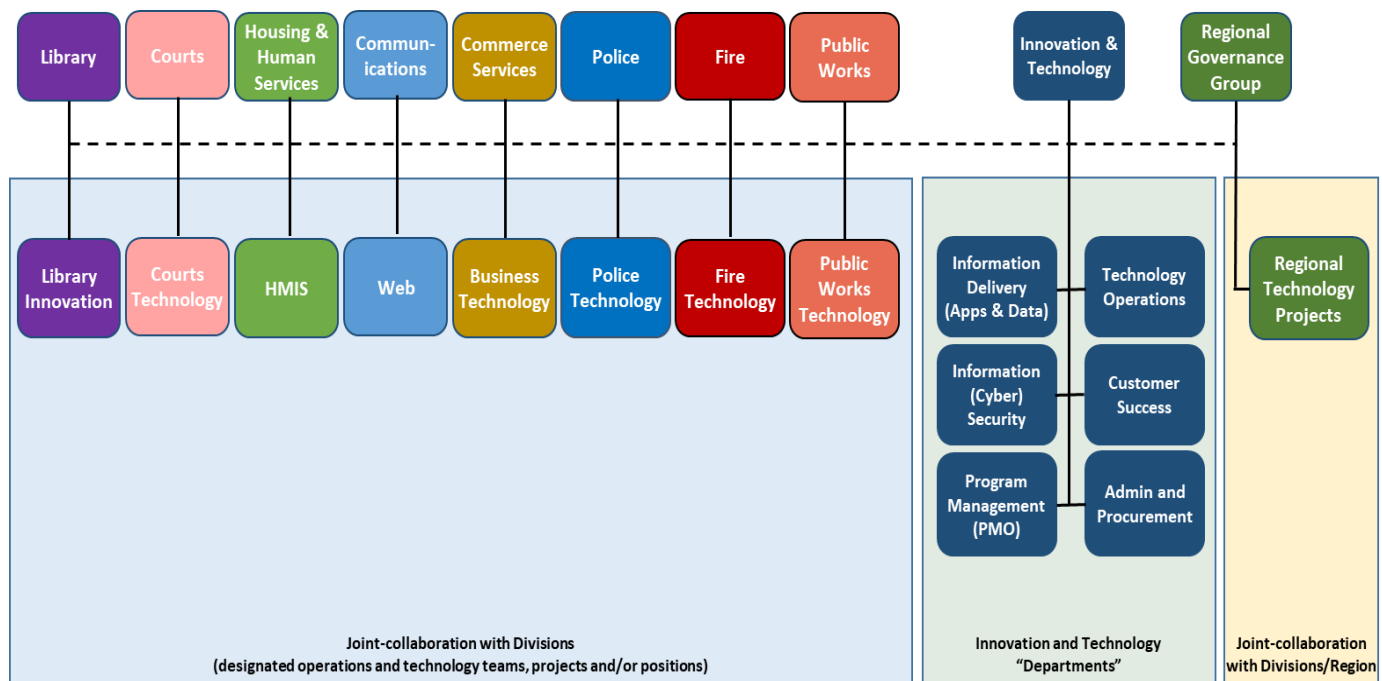 Library
Courts
Housing &
Human
Services
Commun-
ications
Commerce
Services
Police
Fire
Public
Works
Innovation &
Technology
Regional
Governance
Group
Library
Innovation
Courts
Technology
HMIS
Web
Business
Technology
Police
Technology
Fire
Technology
Public
Works
Technology
Information
Delivery
(Apps & Data)
Technology
Operations
Regional
Technology
Projects
Information
(Cyber)
Security
Customer
Success
Program
Management
(PMO)
Admin and
Procurement
Joint-collaboration with Divisions
(designated operations and technology teams, projects and/or positions)
Innovation and Technology
“Departments”
Joint-collaboration
with Divisions/Region